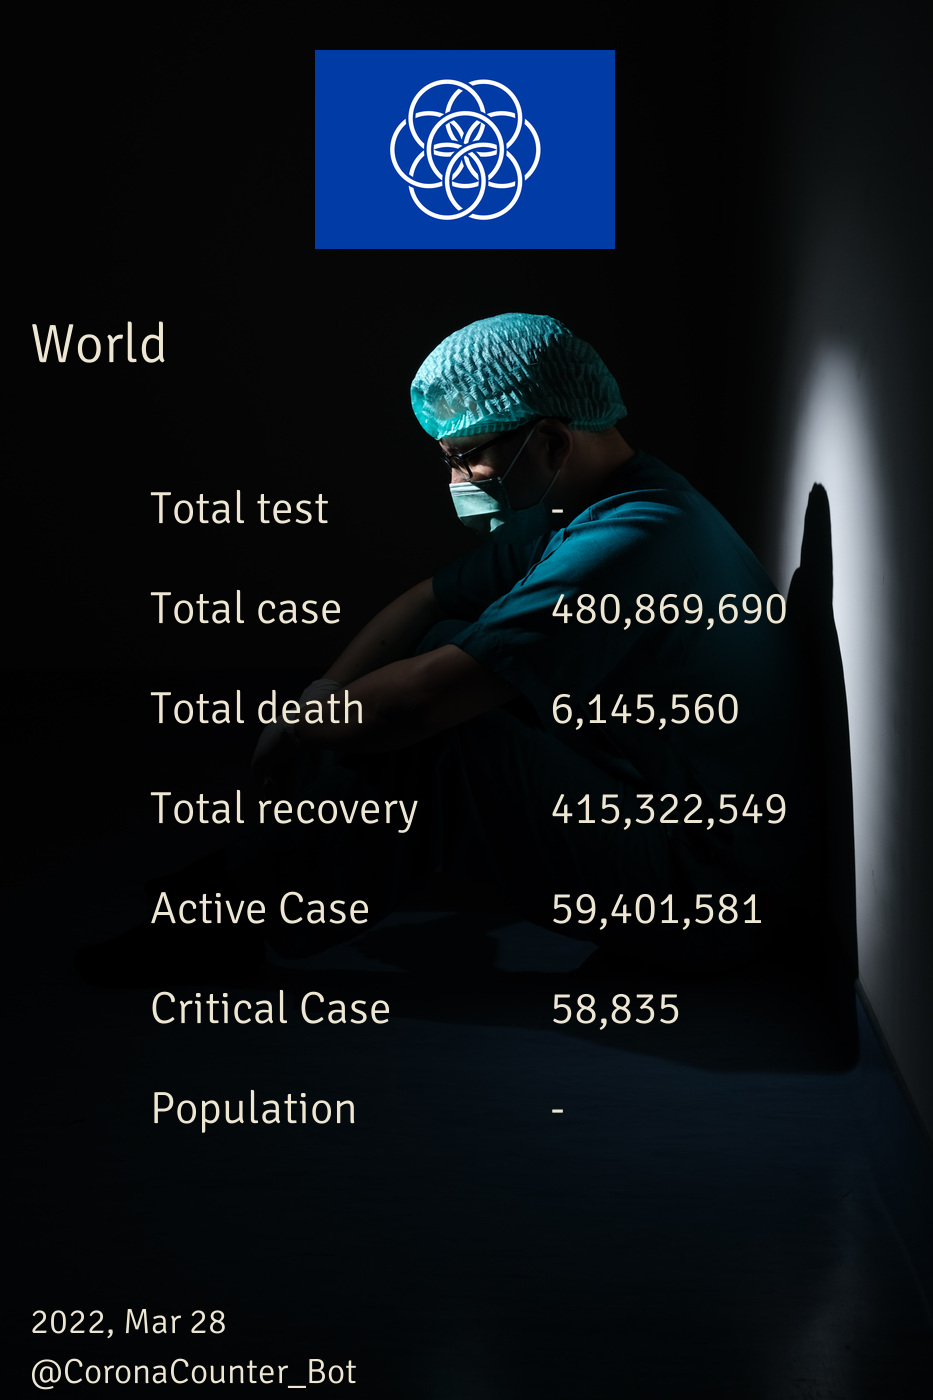 World
Total test -
Total case 480,869,690
Total death 6,145,560
Total recovery 415,322,549
Active Case 59,401,581
Critical Case 58,835
Population -
2022, Mar 28
@CoronaCounter_Bot